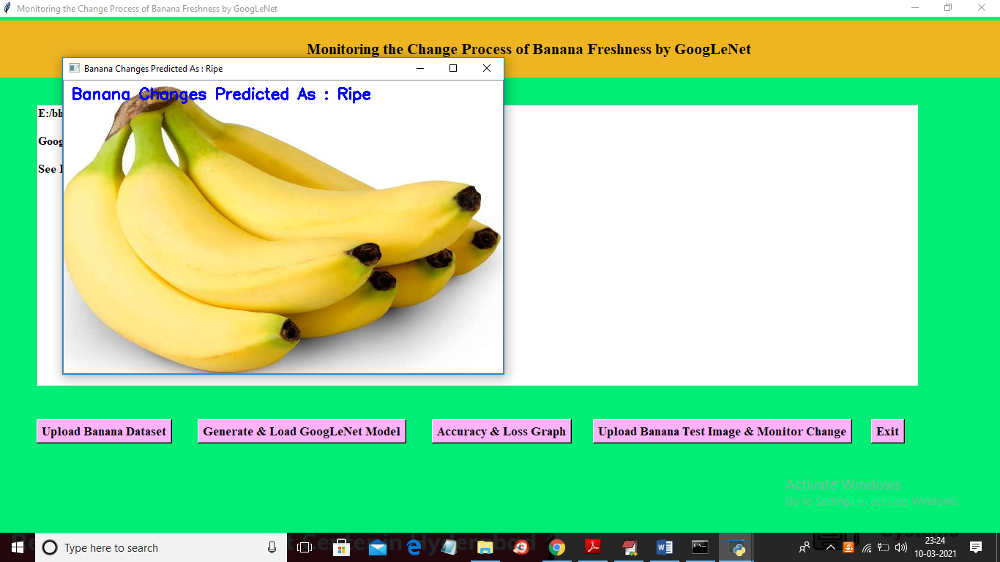 Monitoring the Change Process of Banana Freshness by GoogLeNet
Monitoring the Change Process of Banana Freshness by GoogLeNet
Banana Changes Predicted As : Ripe
Banana Changes Predicted As : Ripe
E:/bh
Goog
See
Upload Banana Dataset
Generate & Load GoogLeNet Model
Accuracy & Loss Graph
Upload Banana Test Image & Monitor Change
Exit
Activate Windows
Go to Settings to activate Windows.
Type here to search
23:24
10-03-2021